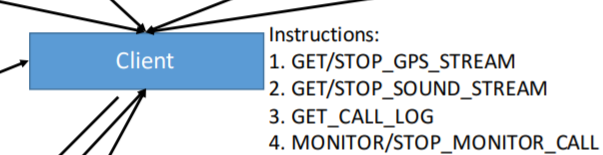 Client
Instructions:
1. GET/STOP_GPS_STREAM
2. GET/STOP_SOUND_STREAM
3. GET_CALL_LOG
4. MONITOR/STOP_MONITOR_CALL